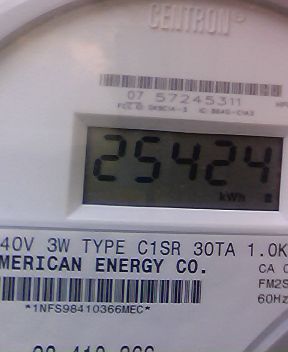 CENTRON
07 57245311
25424
kWh
40V 3W TYPE C1SR 30TA 1.0K
MERICAN ENERGY CO.
CA
FM2S
60Hz
*1NFS98410366MEC*